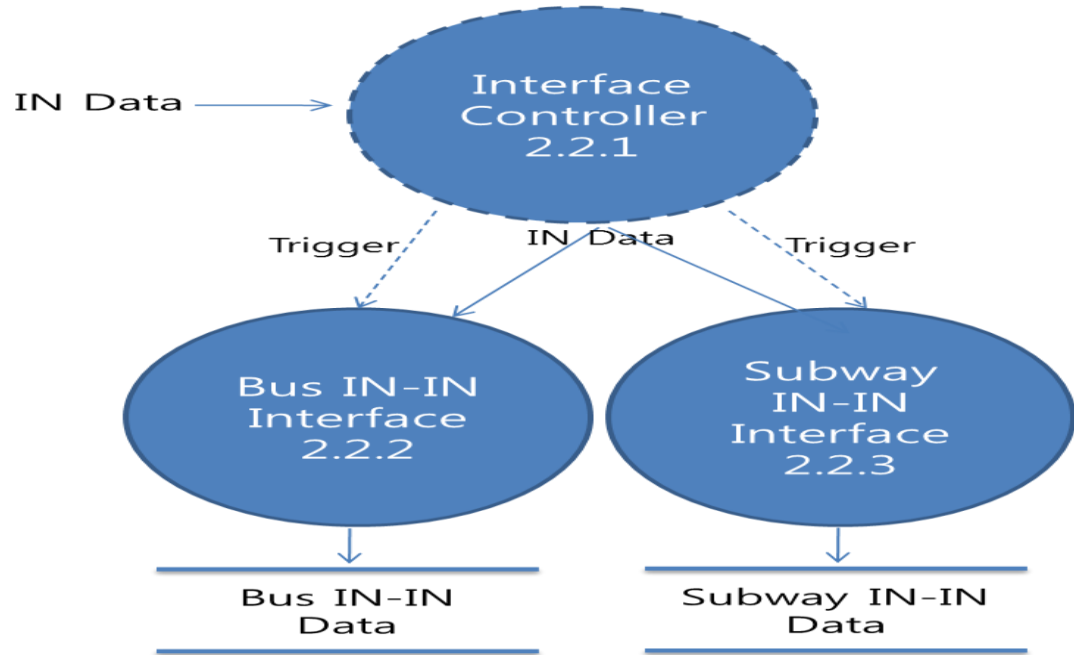 Interface
Controller
2.2.1
IN Data
Trigger
IN Data
Trigger
Bus IN-IN
Interface
2.2.2
Subway
IN-IN
Interface
2.2.3
Bus IN-IN
Data
Subway IN-IN
Data